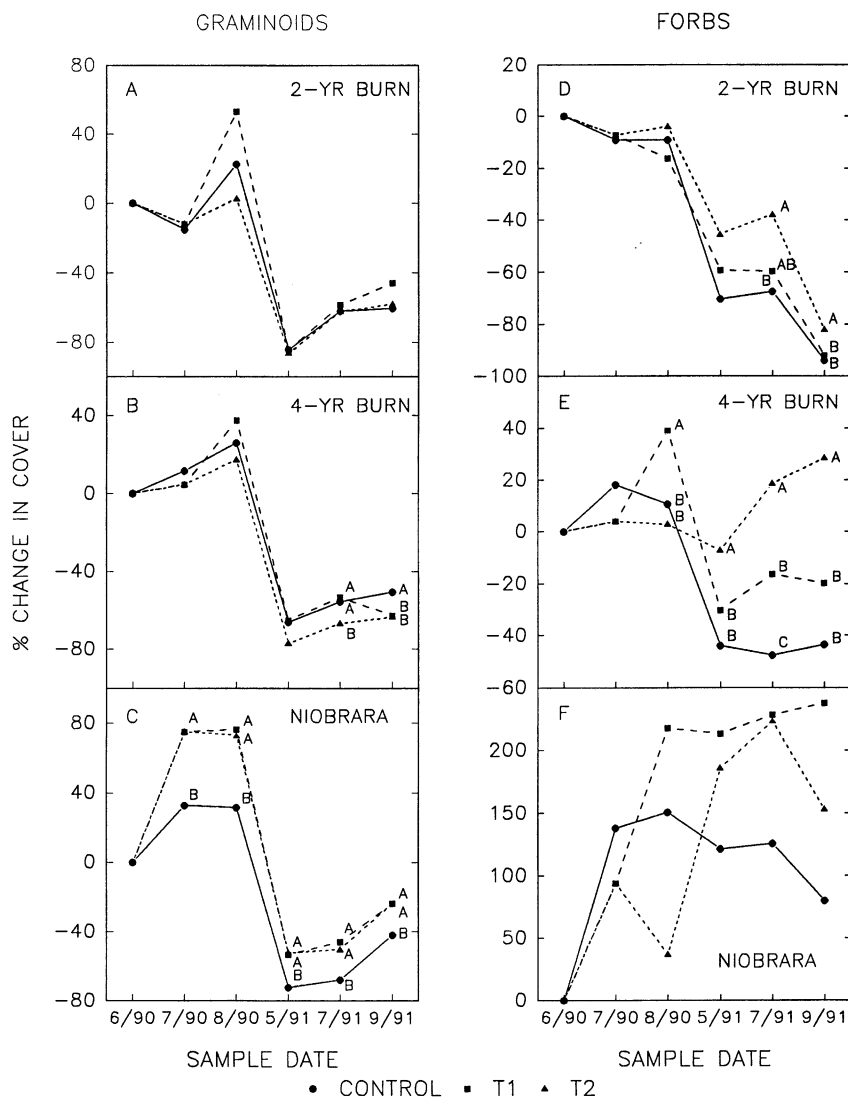 GRAMINOIDS
FORBS
% CHANGE IN COVER
80
40
0
-40
-80
A
2-YR BURN
40
0
-40
-80
B
4-YR BURN
A
A
B
A
B
B
80
40
0
-40
-80
C
NIOBRARA
A
B
A
A
B
A
A
A
B
A
A
B
A
A
B
6/90
7/90
8/90
5/91
7/91
9/91
SAMPLE DATE
20
0
-20
-40
-60
-80
-100
D
2-YR BURN
A
AB
B
A
B
B
40
20
0
-20
-40
-60
E
4-YR BURN
A
B
B
A
B
B
A
B
C
A
B
B
200
150
100
50
0
F
NIOBRARA
6/90
7/90
8/90
5/91
7/91
9/91
SAMPLE DATE
● CONTROL ■ T1 ▲ T2